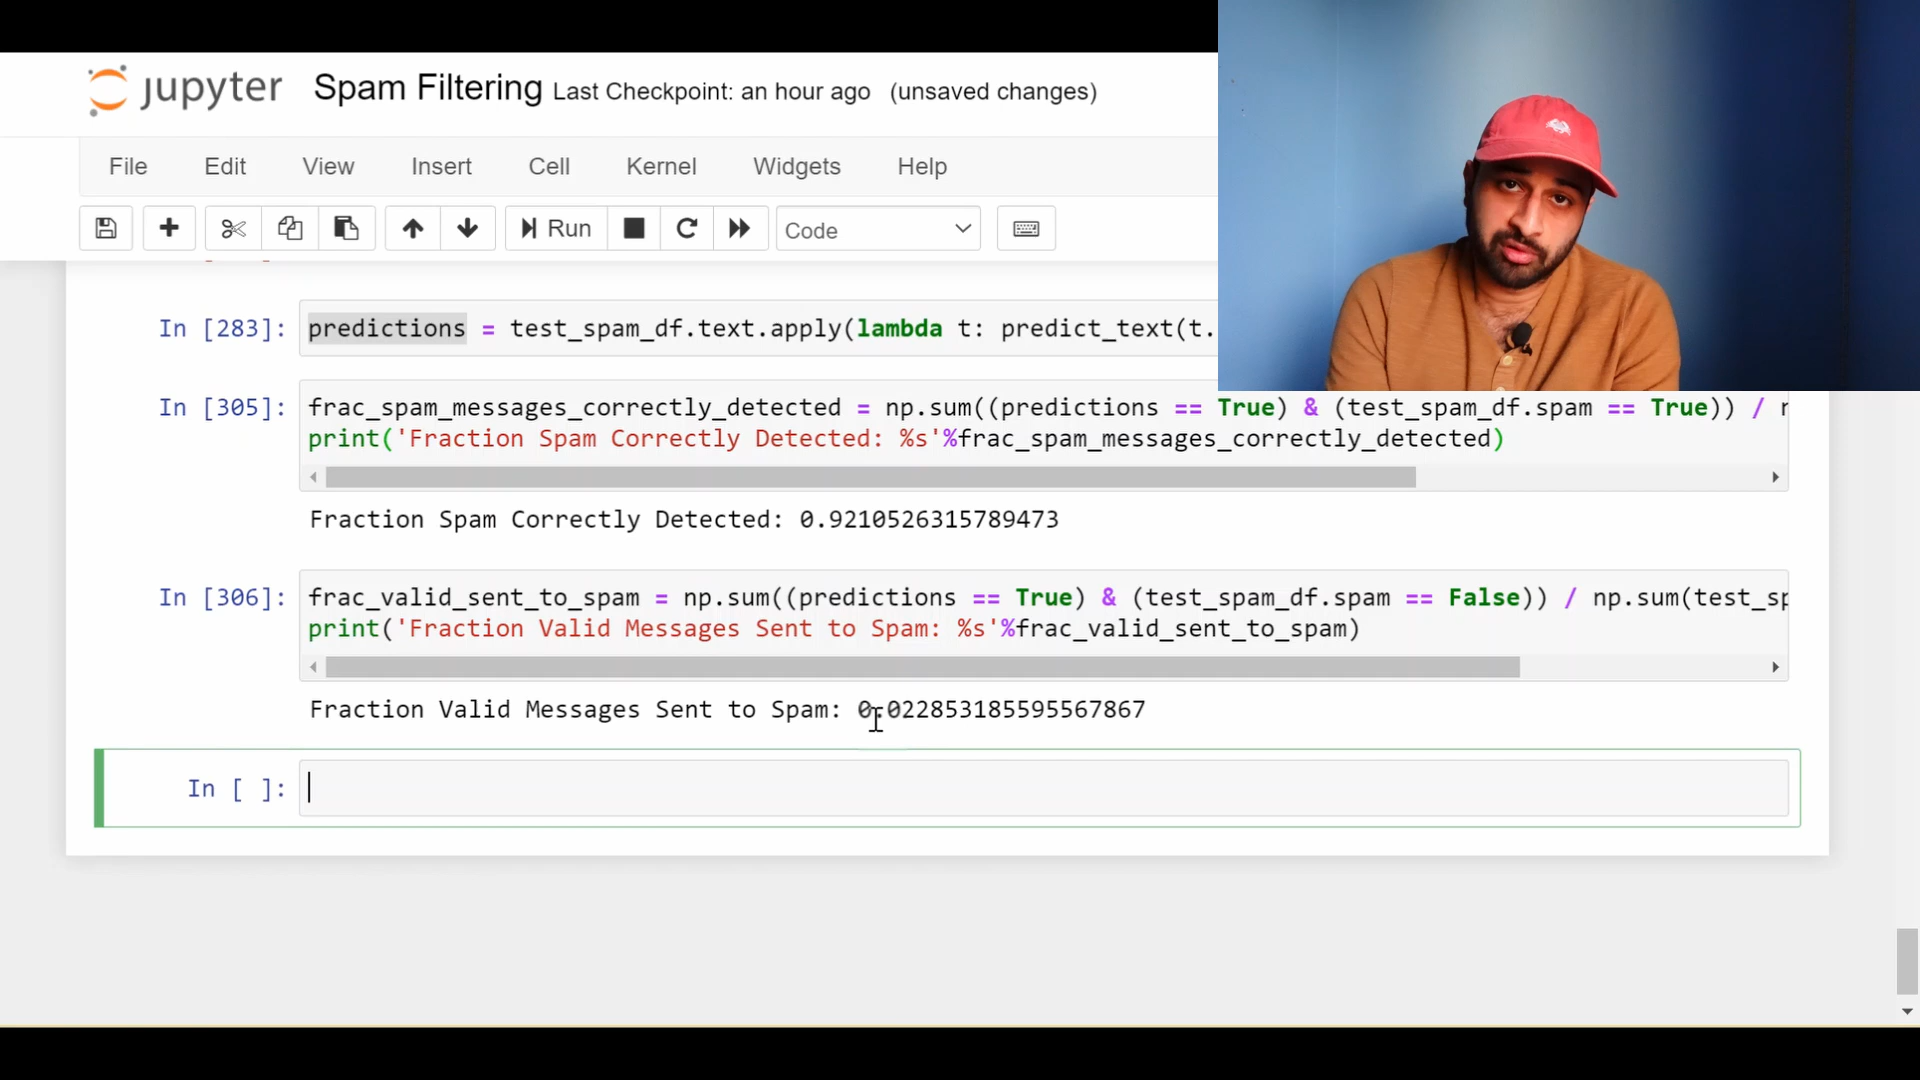 jupyter Spam Filtering Last Checkpoint: an hour ago (unsaved changes)
File Edit View Insert Cell Kernel Widgets Help
Run Code
In [283]: predictions = test_spam_df.text.apply(lambda t: predict_text(t.
In [305]: frac_spam_messages_correctly_detected = np.sum((predictions == True) & (test_spam_df.spam == True)) /
print('Fraction Spam Correctly Detected: %s'%frac_spam_messages_correctly_detected)
Fraction Spam Correctly Detected: 0.9210526315789473
In [306]: frac_valid_sent_to_spam = np.sum((predictions == True) & (test_spam_df.spam == False)) / np.sum(test_sp
print('Fraction Valid Messages Sent to Spam: %s'%frac_valid_sent_to_spam)
Fraction Valid Messages Sent to Spam: 0.022853185595567867
In [ ]: